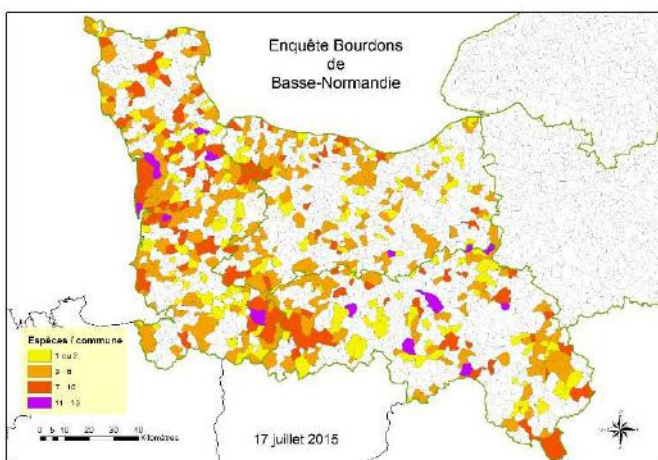 Enquête Bourdons
de
Basse-Normandie
Espèces / commune
1 ou 2
3 - 6
7 - 10
11 - 13
0 5 10 20 30 40
Kilomètres
17 juillet 2015